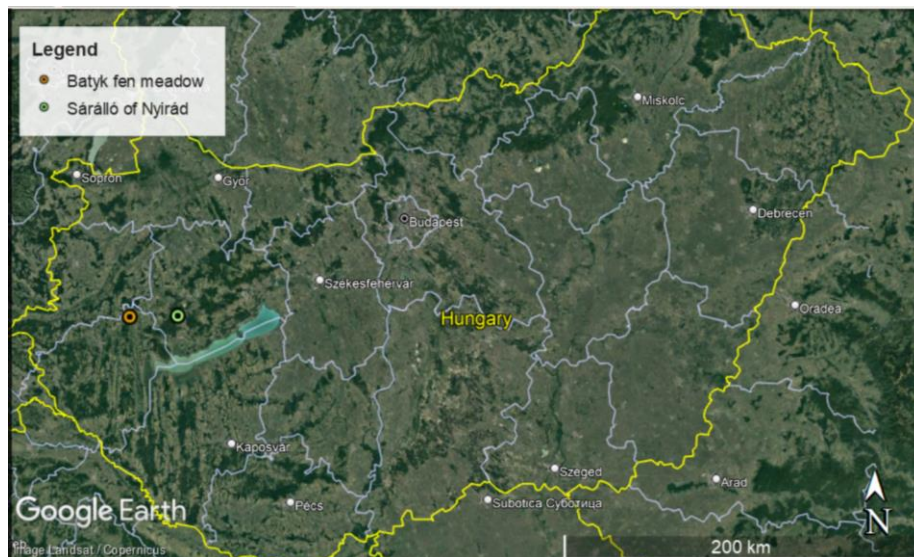 Legend
Batyk fen meadow
Sárálló of Nyirád
Miskolc
Sopron
Győr
Budapest
Debrecen
Székesfehérvár
Oradea
Hungary
Kaposvár
Szeged
Arad
Pécs
Subotica Суботица
Google Earth
Image Landsat / Copernicus
200 km
N